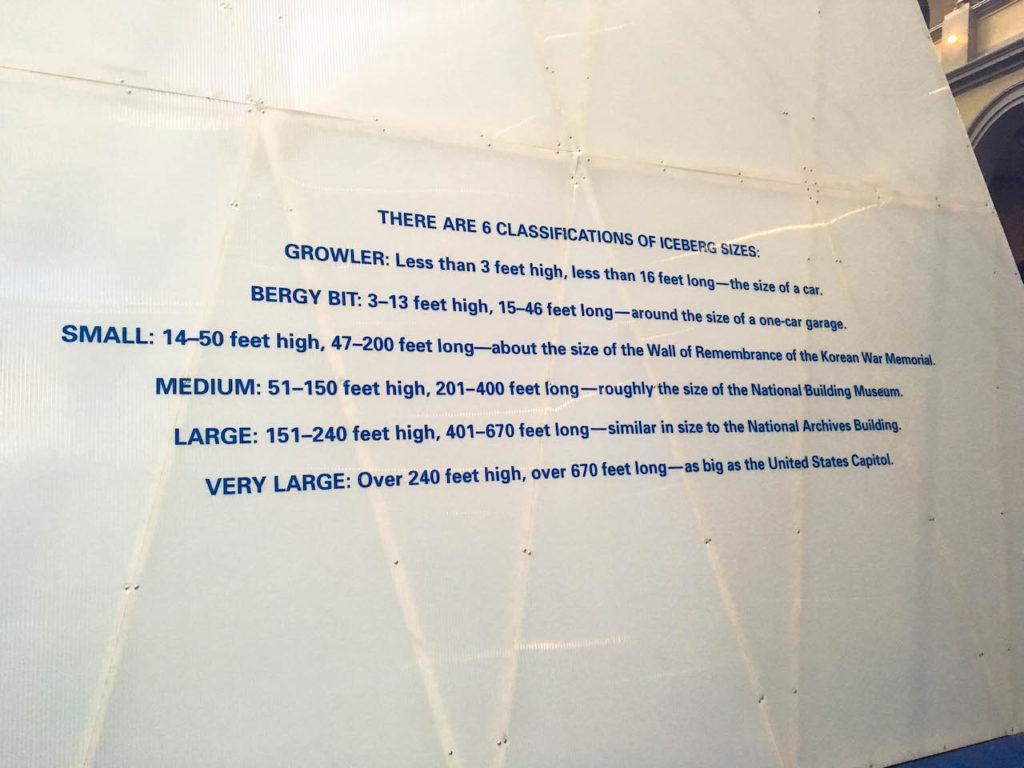 THERE ARE 6 CLASSIFICATIONS OF ICEBERG SIZES:
GROWLER: Less than 3 feet high, less than 16 feet long—the size of a car.
BERGY BIT: 3–13 feet high, 15–46 feet long—around the size of a one-car garage.
SMALL: 14–50 feet high, 47–200 feet long—about the size of the Wall of Remembrance of the Korean War Memorial.
MEDIUM: 51–150 feet high, 201–400 feet long—roughly the size of the National Building Museum.
LARGE: 151–240 feet high, 401–670 feet long—similar in size to the National Archives Building.
VERY LARGE: Over 240 feet high, over 670 feet long—as big as the United States Capitol.